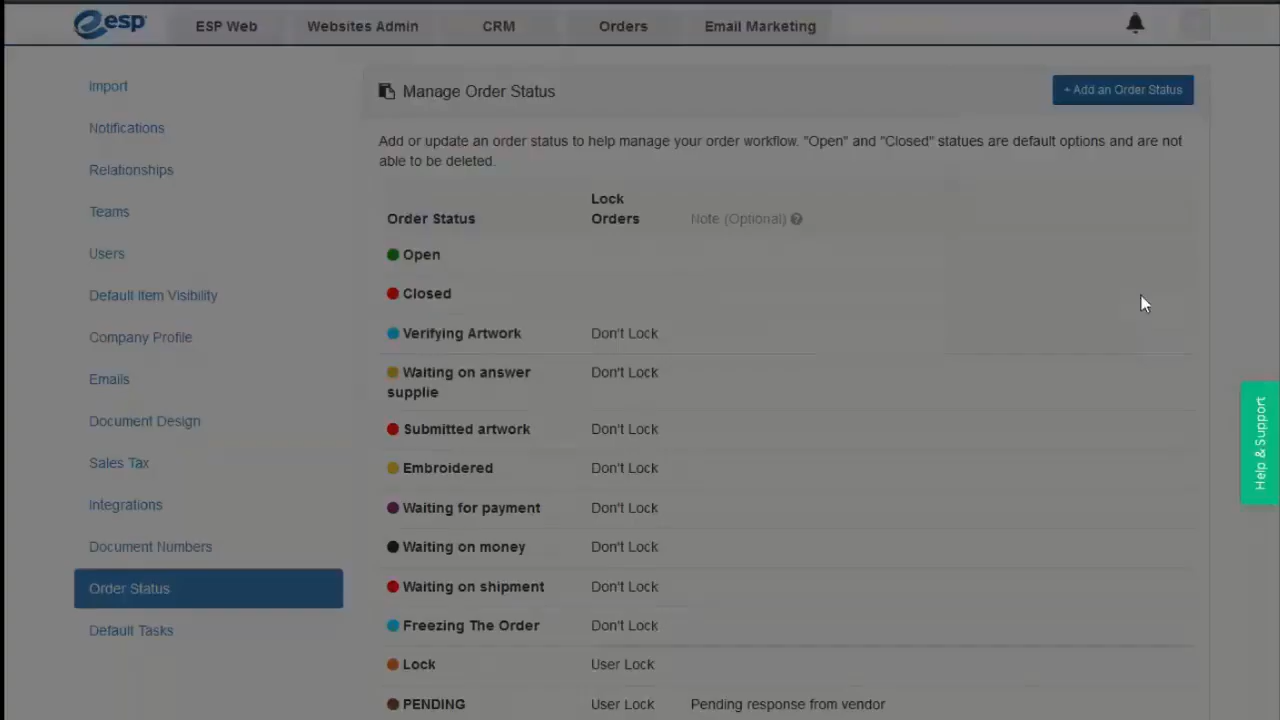 esp
ESP Web
Websites Admin
CRM
Orders
Email Marketing
Import
Notifications
Relationships
Teams
Users
Default Item Visibility
Company Profile
Emails
Document Design
Sales Tax
Integrations
Document Numbers
Order Status
Default Tasks
Manage Order Status
+ Add an Order Status
Add or update an order status to help manage your order workflow. "Open" and "Closed" statues are default options and are not
able to be deleted.
Order Status
Lock
Orders
Note (Optional) ?
Open
Closed
Verifying Artwork Don't Lock
Waiting on answer Don't Lock
supplie
Submitted artwork Don't Lock
Embroidered Don't Lock
Waiting for payment Don't Lock
Waiting on money Don't Lock
Waiting on shipment Don't Lock
Freezing The Order Don't Lock
Lock User Lock
PENDING User Lock Pending response from vendor
Help & Support